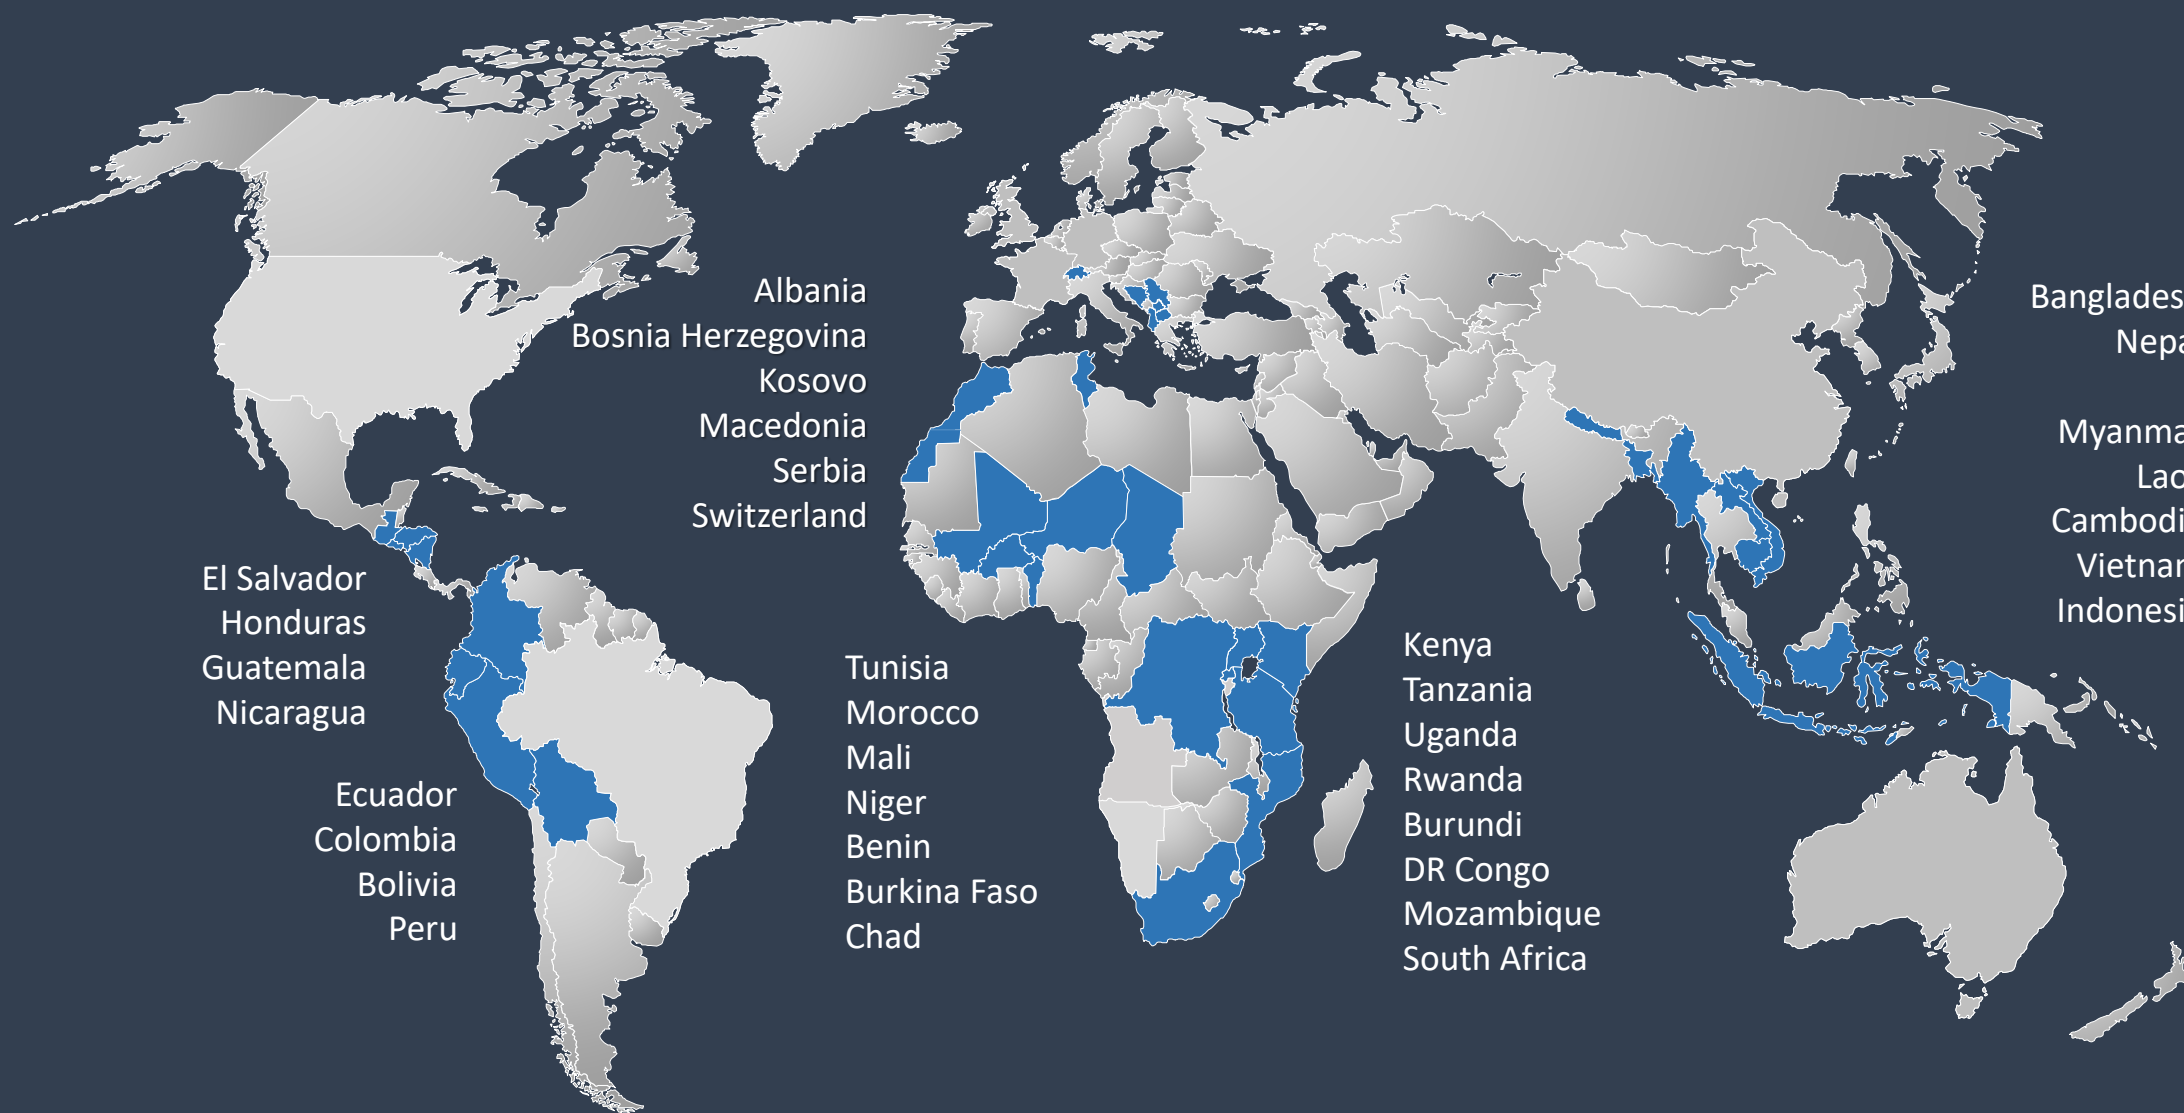 Albania
Bosnia Herzegovina
Kosovo
Macedonia
Serbia
Switzerland
El Salvador
Honduras
Guatemala
Nicaragua
Ecuador
Colombia
Bolivia
Peru
Tunisia
Morocco
Mali
Niger
Benin
Burkina Faso
Chad
Kenya
Tanzania
Uganda
Rwanda
Burundi
DR Congo
Mozambique
South Africa
Banglades
Nepa
Myanma
Lao
Cambodi
Vietnar
Indonesi